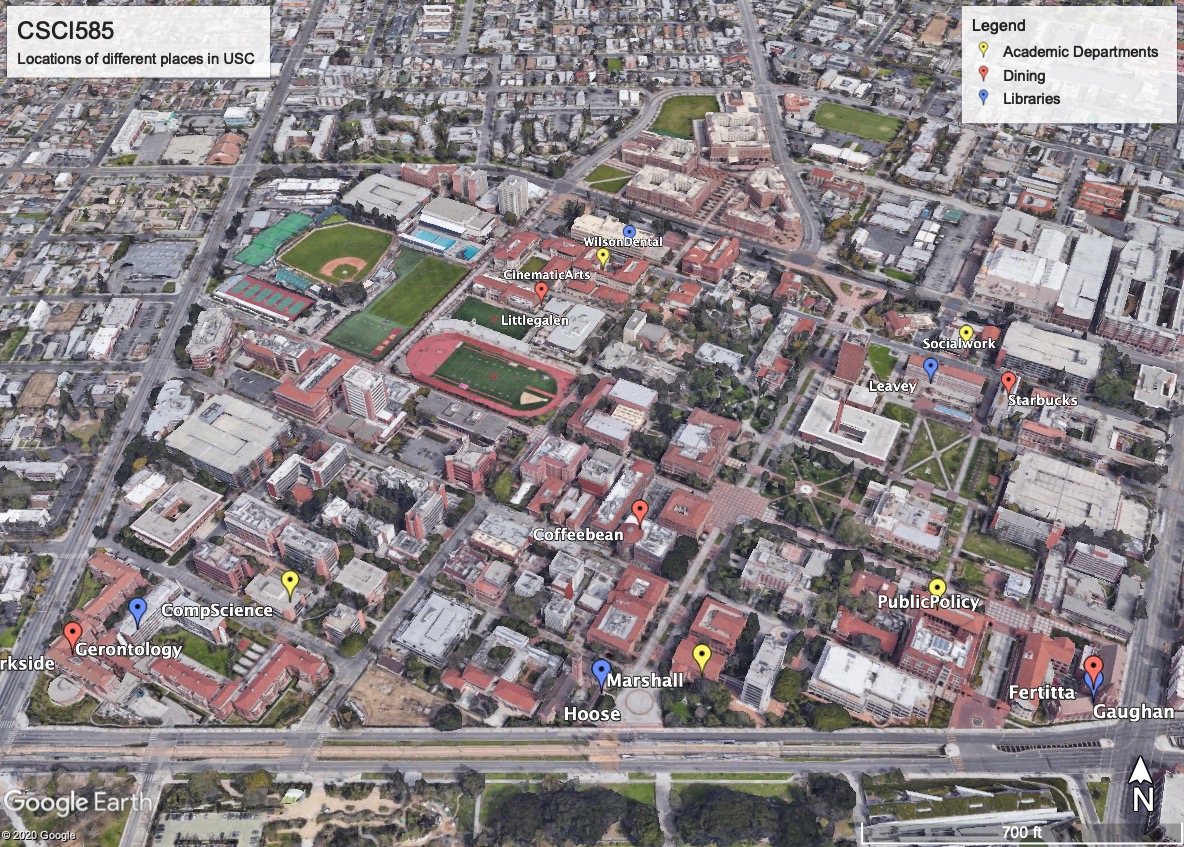 CSCI585
Locations of different places in USC
Legend
Academic Departments
Dining
Libraries
WilsonDental
CinematicArts
Littlegalen
Socialwork
Leavey
Starbucks
Coffeebean
CompScience
PublicPolicy
Gerontology
rkside
Marshall
Fertitta
Hoose
Gaughan
N
Google Earth
© 2020 Google
700 ft